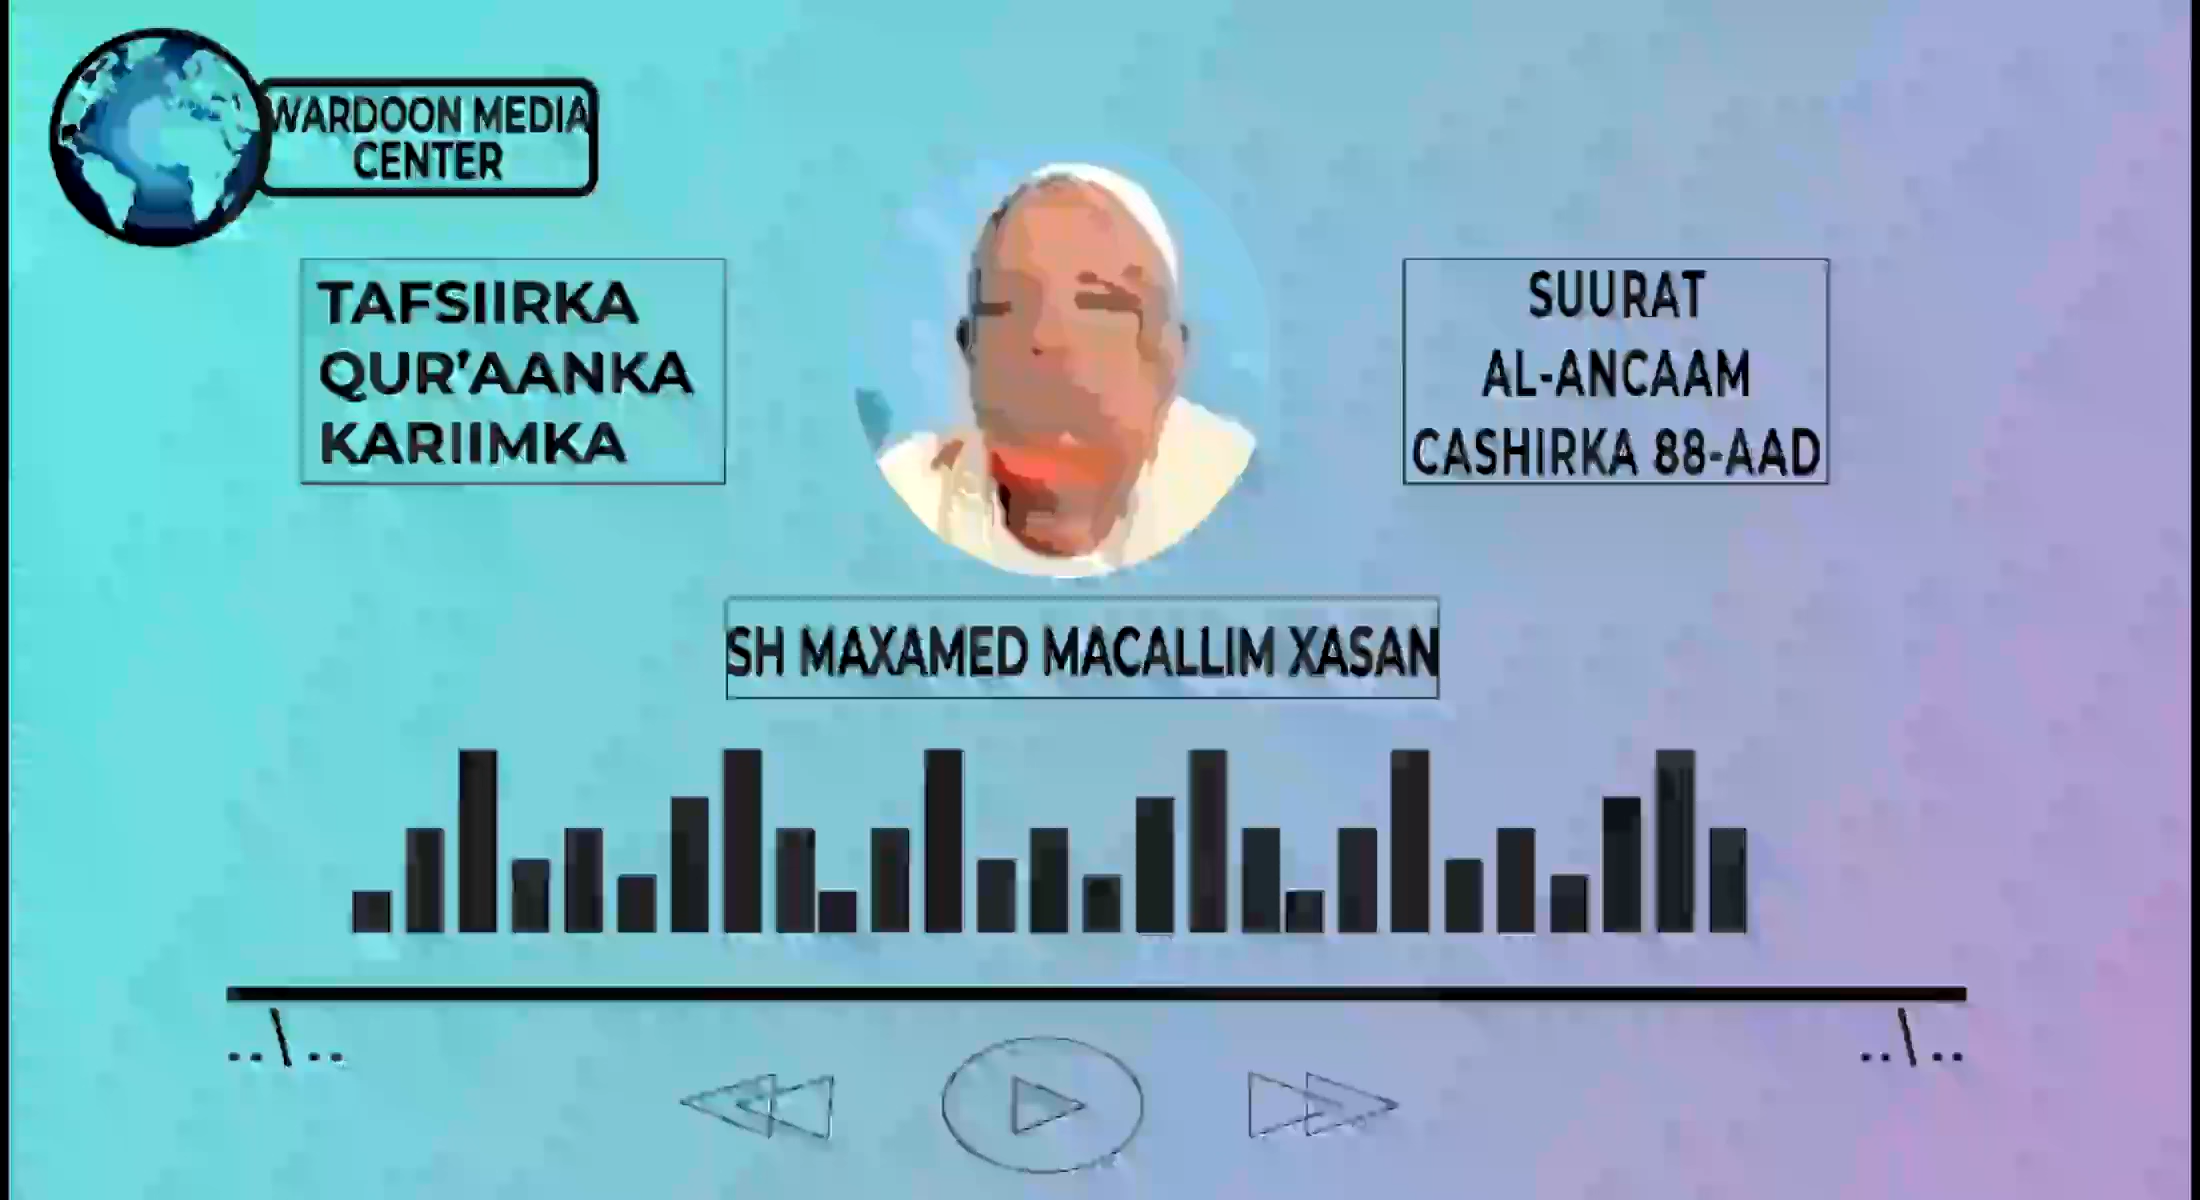 WARDOON MEDIA
CENTER
TAFSIIRKA
QUR'AANKA
KARIIMKA
SUURAT
AL-ANCAAM
CASHIRKA 88-AAD
SH MAXAMED MACALLIM XASAN